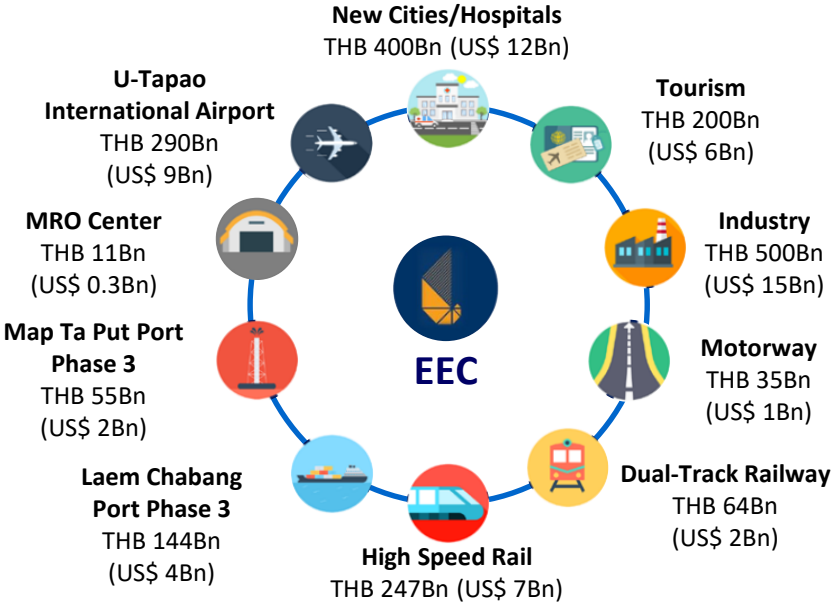 New Cities/Hospitals
THB 400Bn (US$ 12Bn)
Tourism
THB 200Bn
(US$ 6Bn)
Industry
THB 500Bn
(US$ 15Bn)
Motorway
THB 35Bn
(US$ 1Bn)
Dual-Track Railway
THB 64Bn
(US$ 2Bn)
High Speed Rail
THB 247Bn (US$ 7Bn)
Laem Chabang
Port Phase 3
THB 144Bn
(US$ 4Bn)
Map Ta Put Port
Phase 3
THB 55Bn
(US$ 2Bn)
MRO Center
THB 11Bn
(US$ 0.3Bn)
U-Tapao
International Airport
THB 290Bn
(US$ 9Bn)
EEC